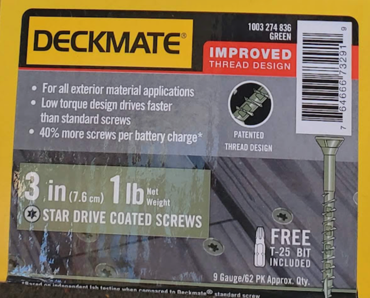 1003 274 836
GREEN
DECKMATE®
IMPROVED
THREAD DESIGN
• For all exterior material applications
• Low torque design drives faster
than standard screws
• 40% more screws per battery charge*
PATENTED
THREAD DESIGN
7 64666 73291 9
3 in (7.6 cm) 1 lb Net Weight
STAR DRIVE COATED SCREWS
FREE
T-25 BIT
INCLUDED
9 Gauge/62 PK Approx. Qty.
*Based on independent lab testing when compared to Deckmate® standard screw